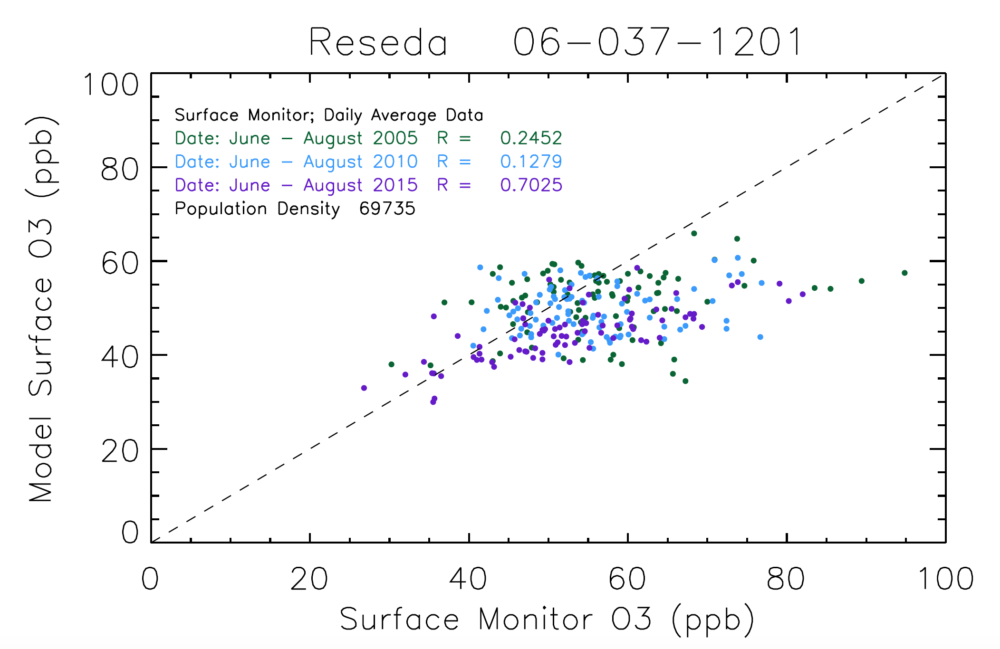 Reseda 06-037-1201
100
80
60
40
20
0
Model Surface O3 (ppb)
Surface Monitor; Daily Average Data
Date: June - August 2005 R = 0.2452
Date: June - August 2010 R = 0.1279
Date: June - August 2015 R = 0.7025
Population Density 69735
0 20 40 60 80 100
Surface Monitor O3 (ppb)